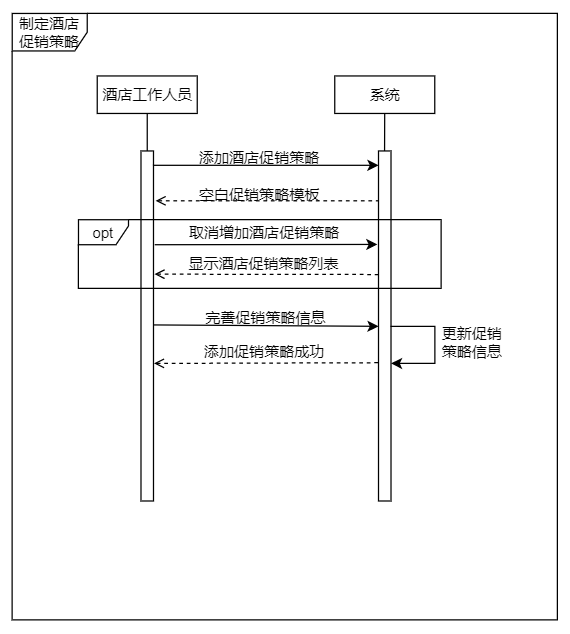 制定酒店
促销策略
酒店工作人员
系统
添加酒店促销策略
空白促销策略模板
opt
取消增加酒店促销策略
显示酒店促销策略列表
完善促销策略信息
更新促销
策略信息
添加促销策略成功